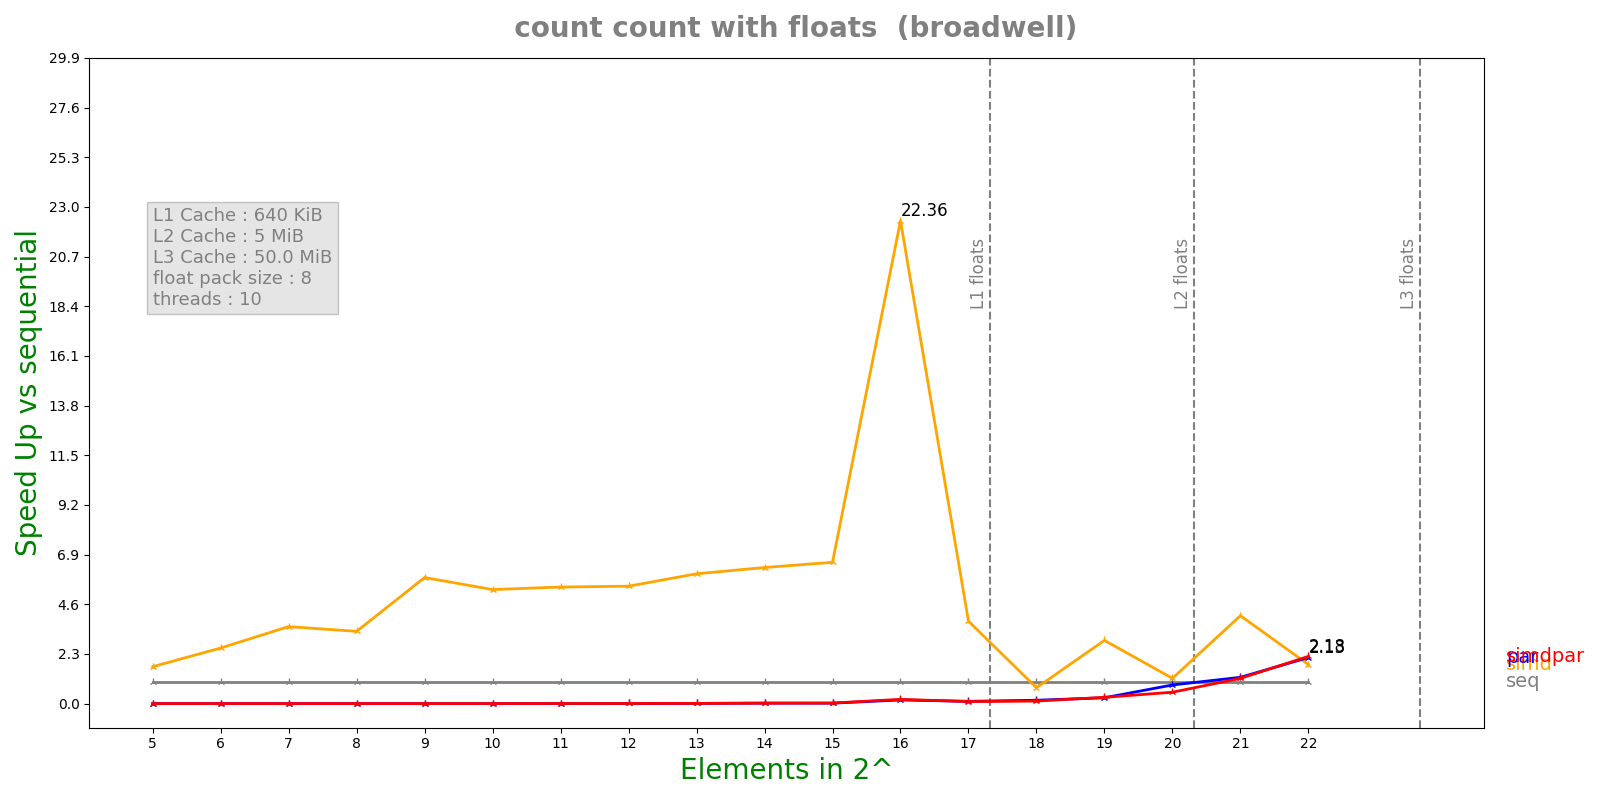 count count with floats (broadwell)
29.9
27.6
25.3
23.0
20.7
18.4
16.1
13.8
11.5
9.2
6.9
4.6
2.3
0.0
Speed Up vs sequential
L1 Cache : 640 KiB
L2 Cache : 5 MiB
L3 Cache : 50.0 MiB
float pack size : 8
threads : 10
22.36
L1 floats
L2 floats
L3 floats
2.18
simdpar
par
simd
seq
5 6 7 8 9 10 11 12 13 14 15 16 17 18 19 20 21 22
Elements in 2^